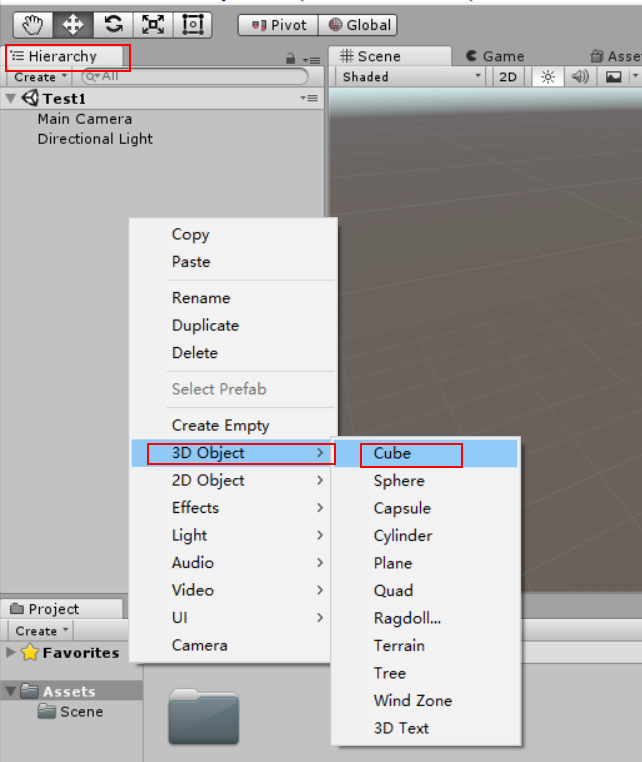 Pivot Global
Hierarchy
Scene Game Asse
Create All
Shaded 2D
Test1
Main Camera
Directional Light
Copy
Paste
Rename
Duplicate
Delete
Select Prefab
Create Empty
3D Object
2D Object
Effects
Light
Audio
Video
UI
Camera
Cube
Sphere
Capsule
Cylinder
Plane
Quad
Ragdoll...
Terrain
Tree
Wind Zone
3D Text
Project
Create
Favorites
Assets
Scene